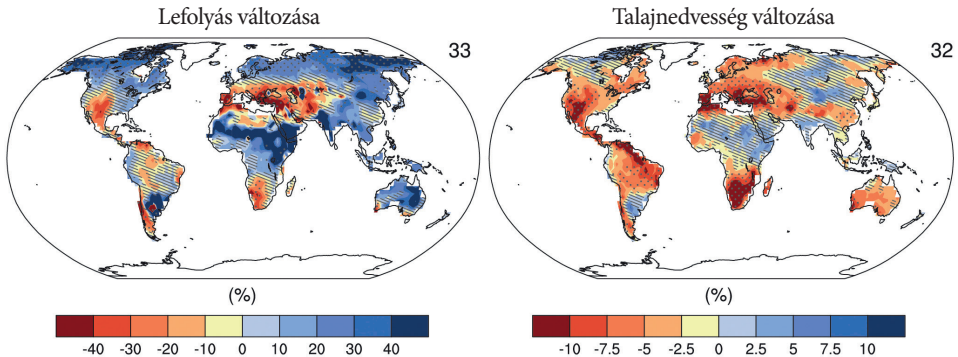 Lefolyás változása
33
(%)
-40 -30 -20 -10 0 10 20 30 40
Talajnedvesség változása
32
(%)
-10 -7.5 -5 -2.5 0 2.5 5 7.5 10